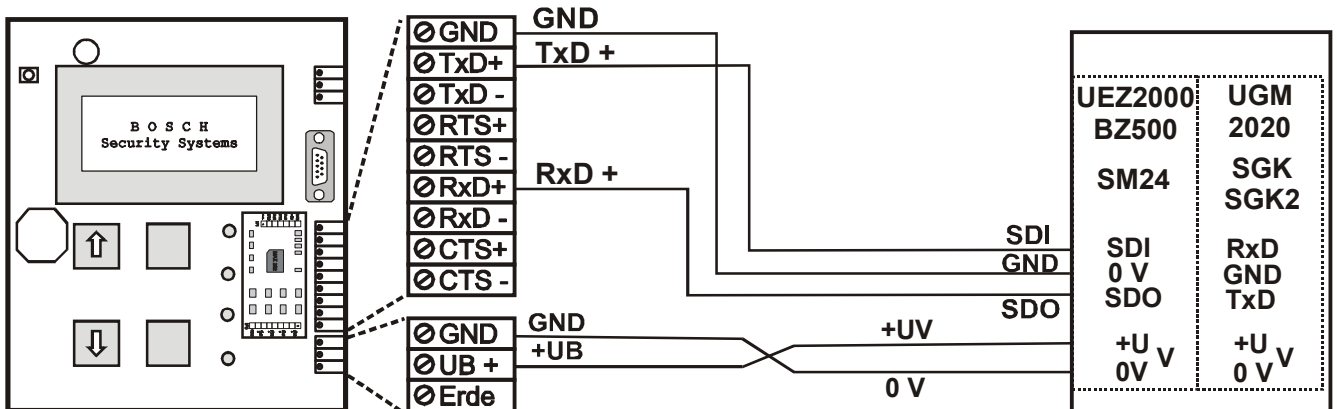 B O S C H
Security Systems
GND
TxD+
TxD -
RTS+
RTS -
RxD+
RxD -
CTS+
CTS -
GND
UB +
Erde
GND
TxD +
RxD +
GND
+UB
SDI
GND
SDO
+UV
0 V
UEZ2000
BZ500
SM24
SDI
0 V
SDO
+U V
0V
UGM
2020
SGK
SGK2
RxD
GND
TxD
+U V
0 V